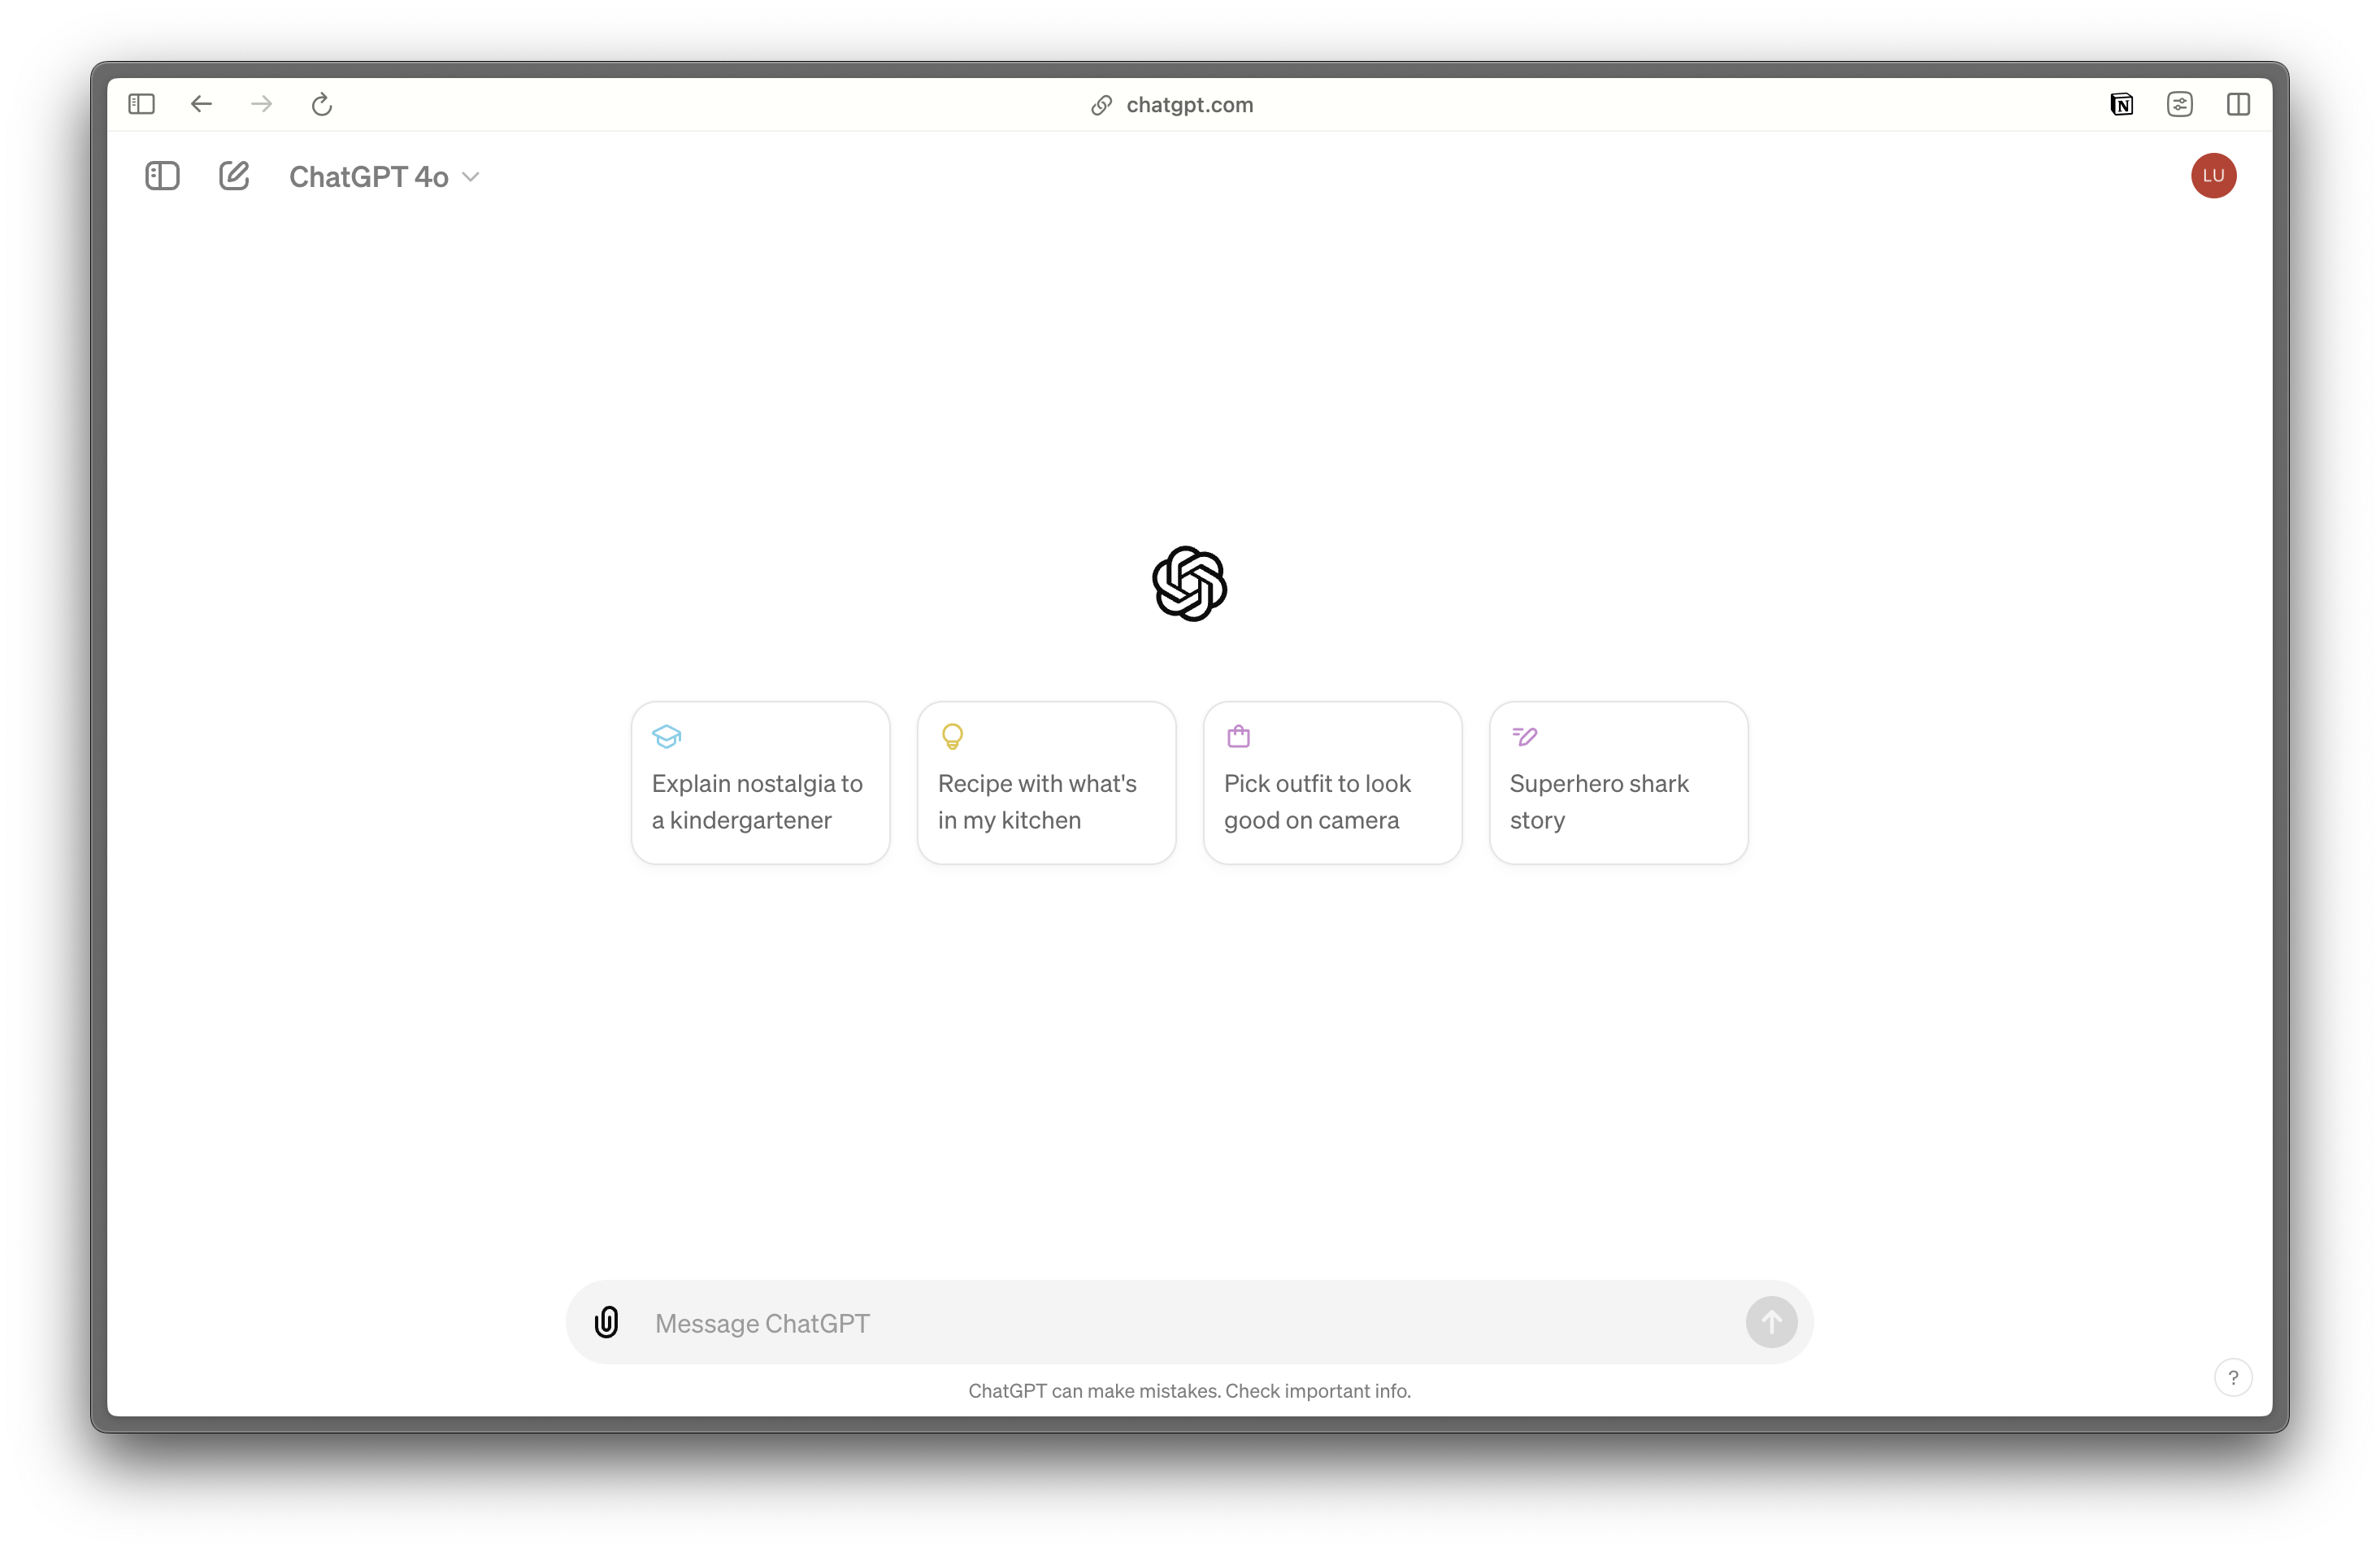 chatgpt.com
N
ChatGPT 4o
LU
Explain nostalgia to
a kindergartener
Recipe with what's
in my kitchen
Pick outfit to look
good on camera
Superhero shark
story
Message ChatGPT
ChatGPT can make mistakes. Check important info.
?